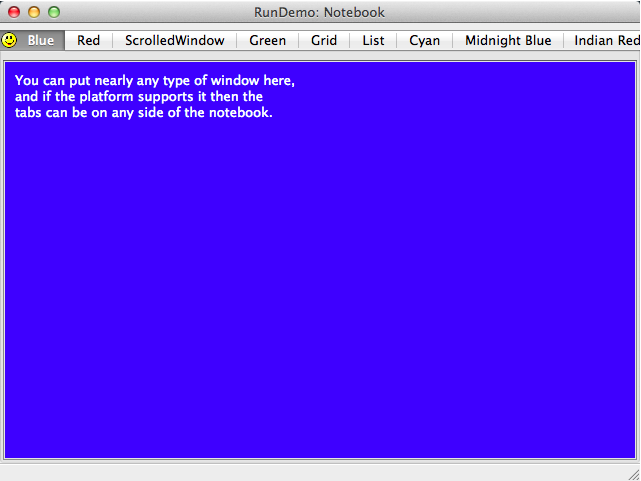 RunDemo: Notebook
Blue Red ScrolledWindow Green Grid List Cyan Midnight Blue Indian Red
You can put nearly any type of window here,
and if the platform supports it then the
tabs can be on any side of the notebook.